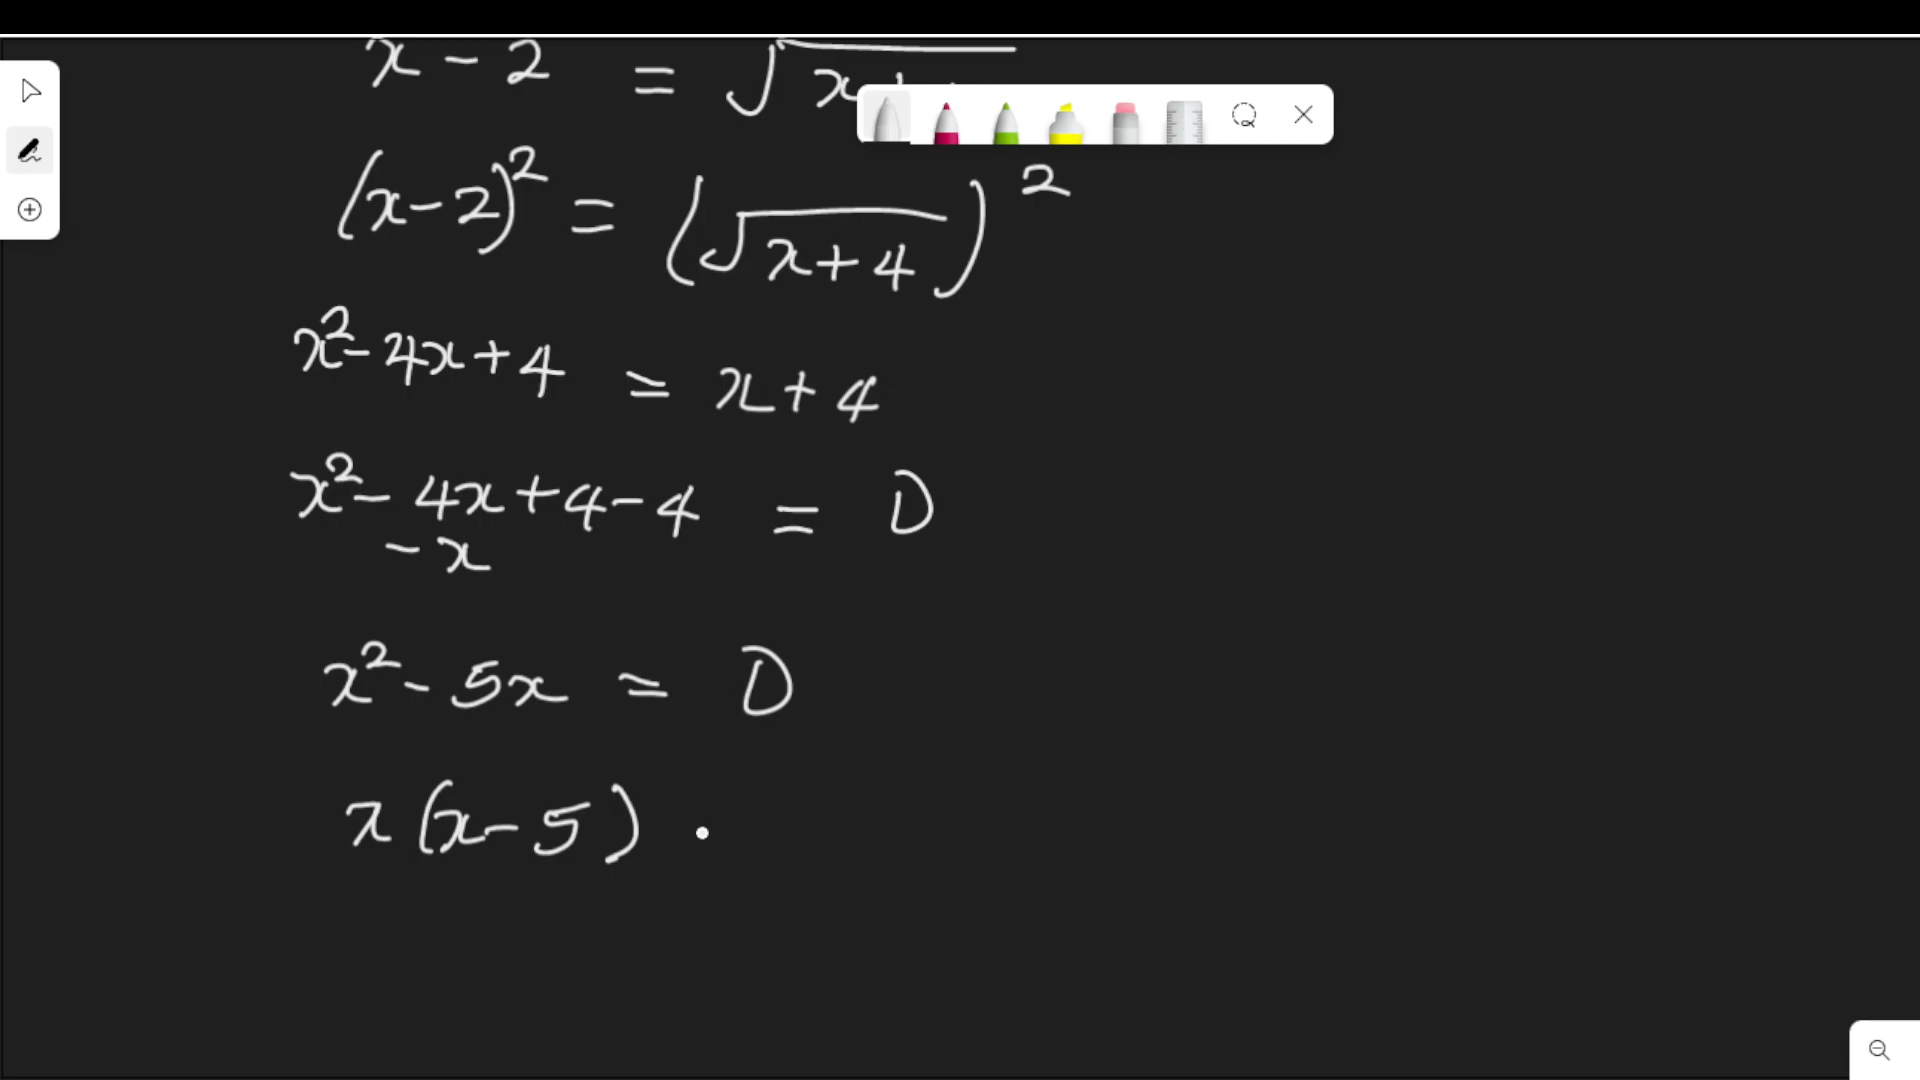 x - 2 = √x+
(x-2)² = (√x+4)²
x²-4x+4 = x+4
x²-4x+4-4 = 0
-x
x²-5x = 0
x(x-5)